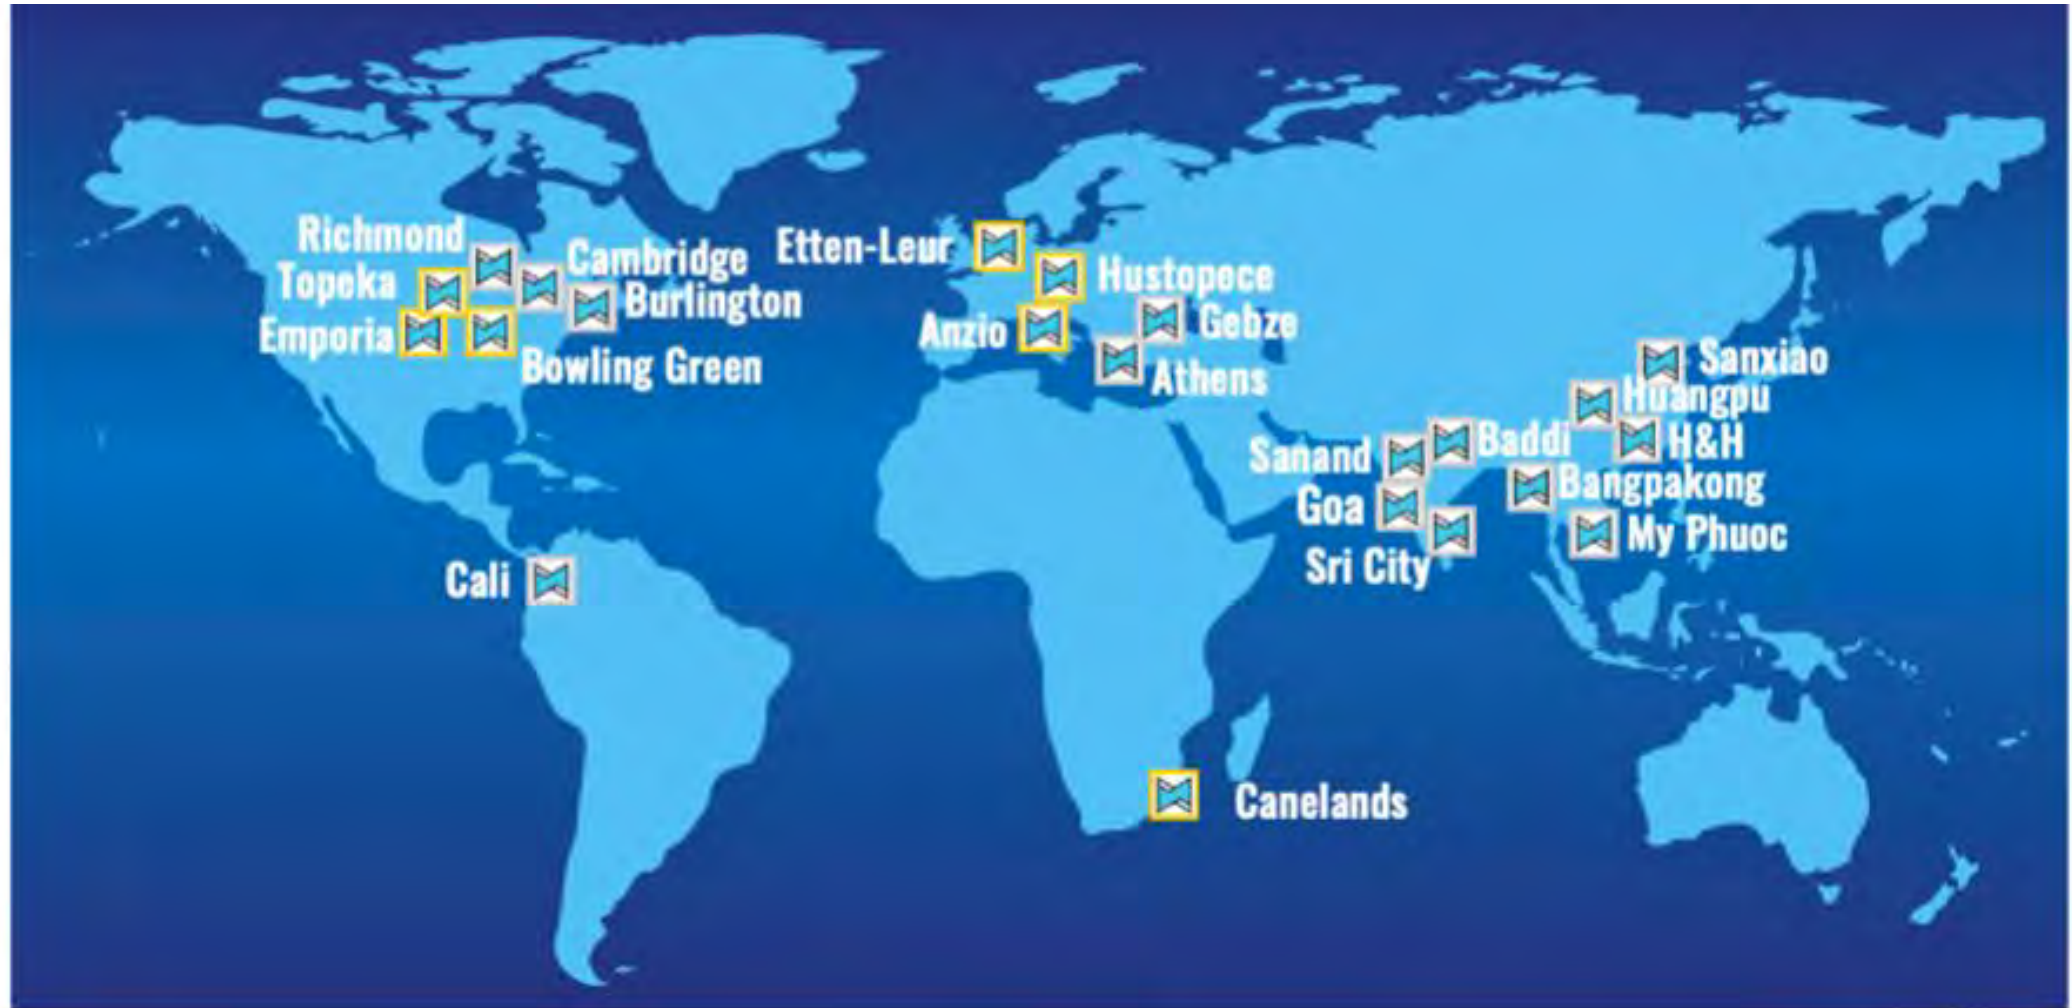 Richmond
Topeka
Emporia
Cambridge
Burlington
Bowling Green
Cali
Etten-Leur
Hustopece
Anzio
Gebze
Athens
Canelands
Sanand
Baddi
Goa
Sri City
Sanxiao
Huangpu
H&H
Bangpakong
My Phuoc